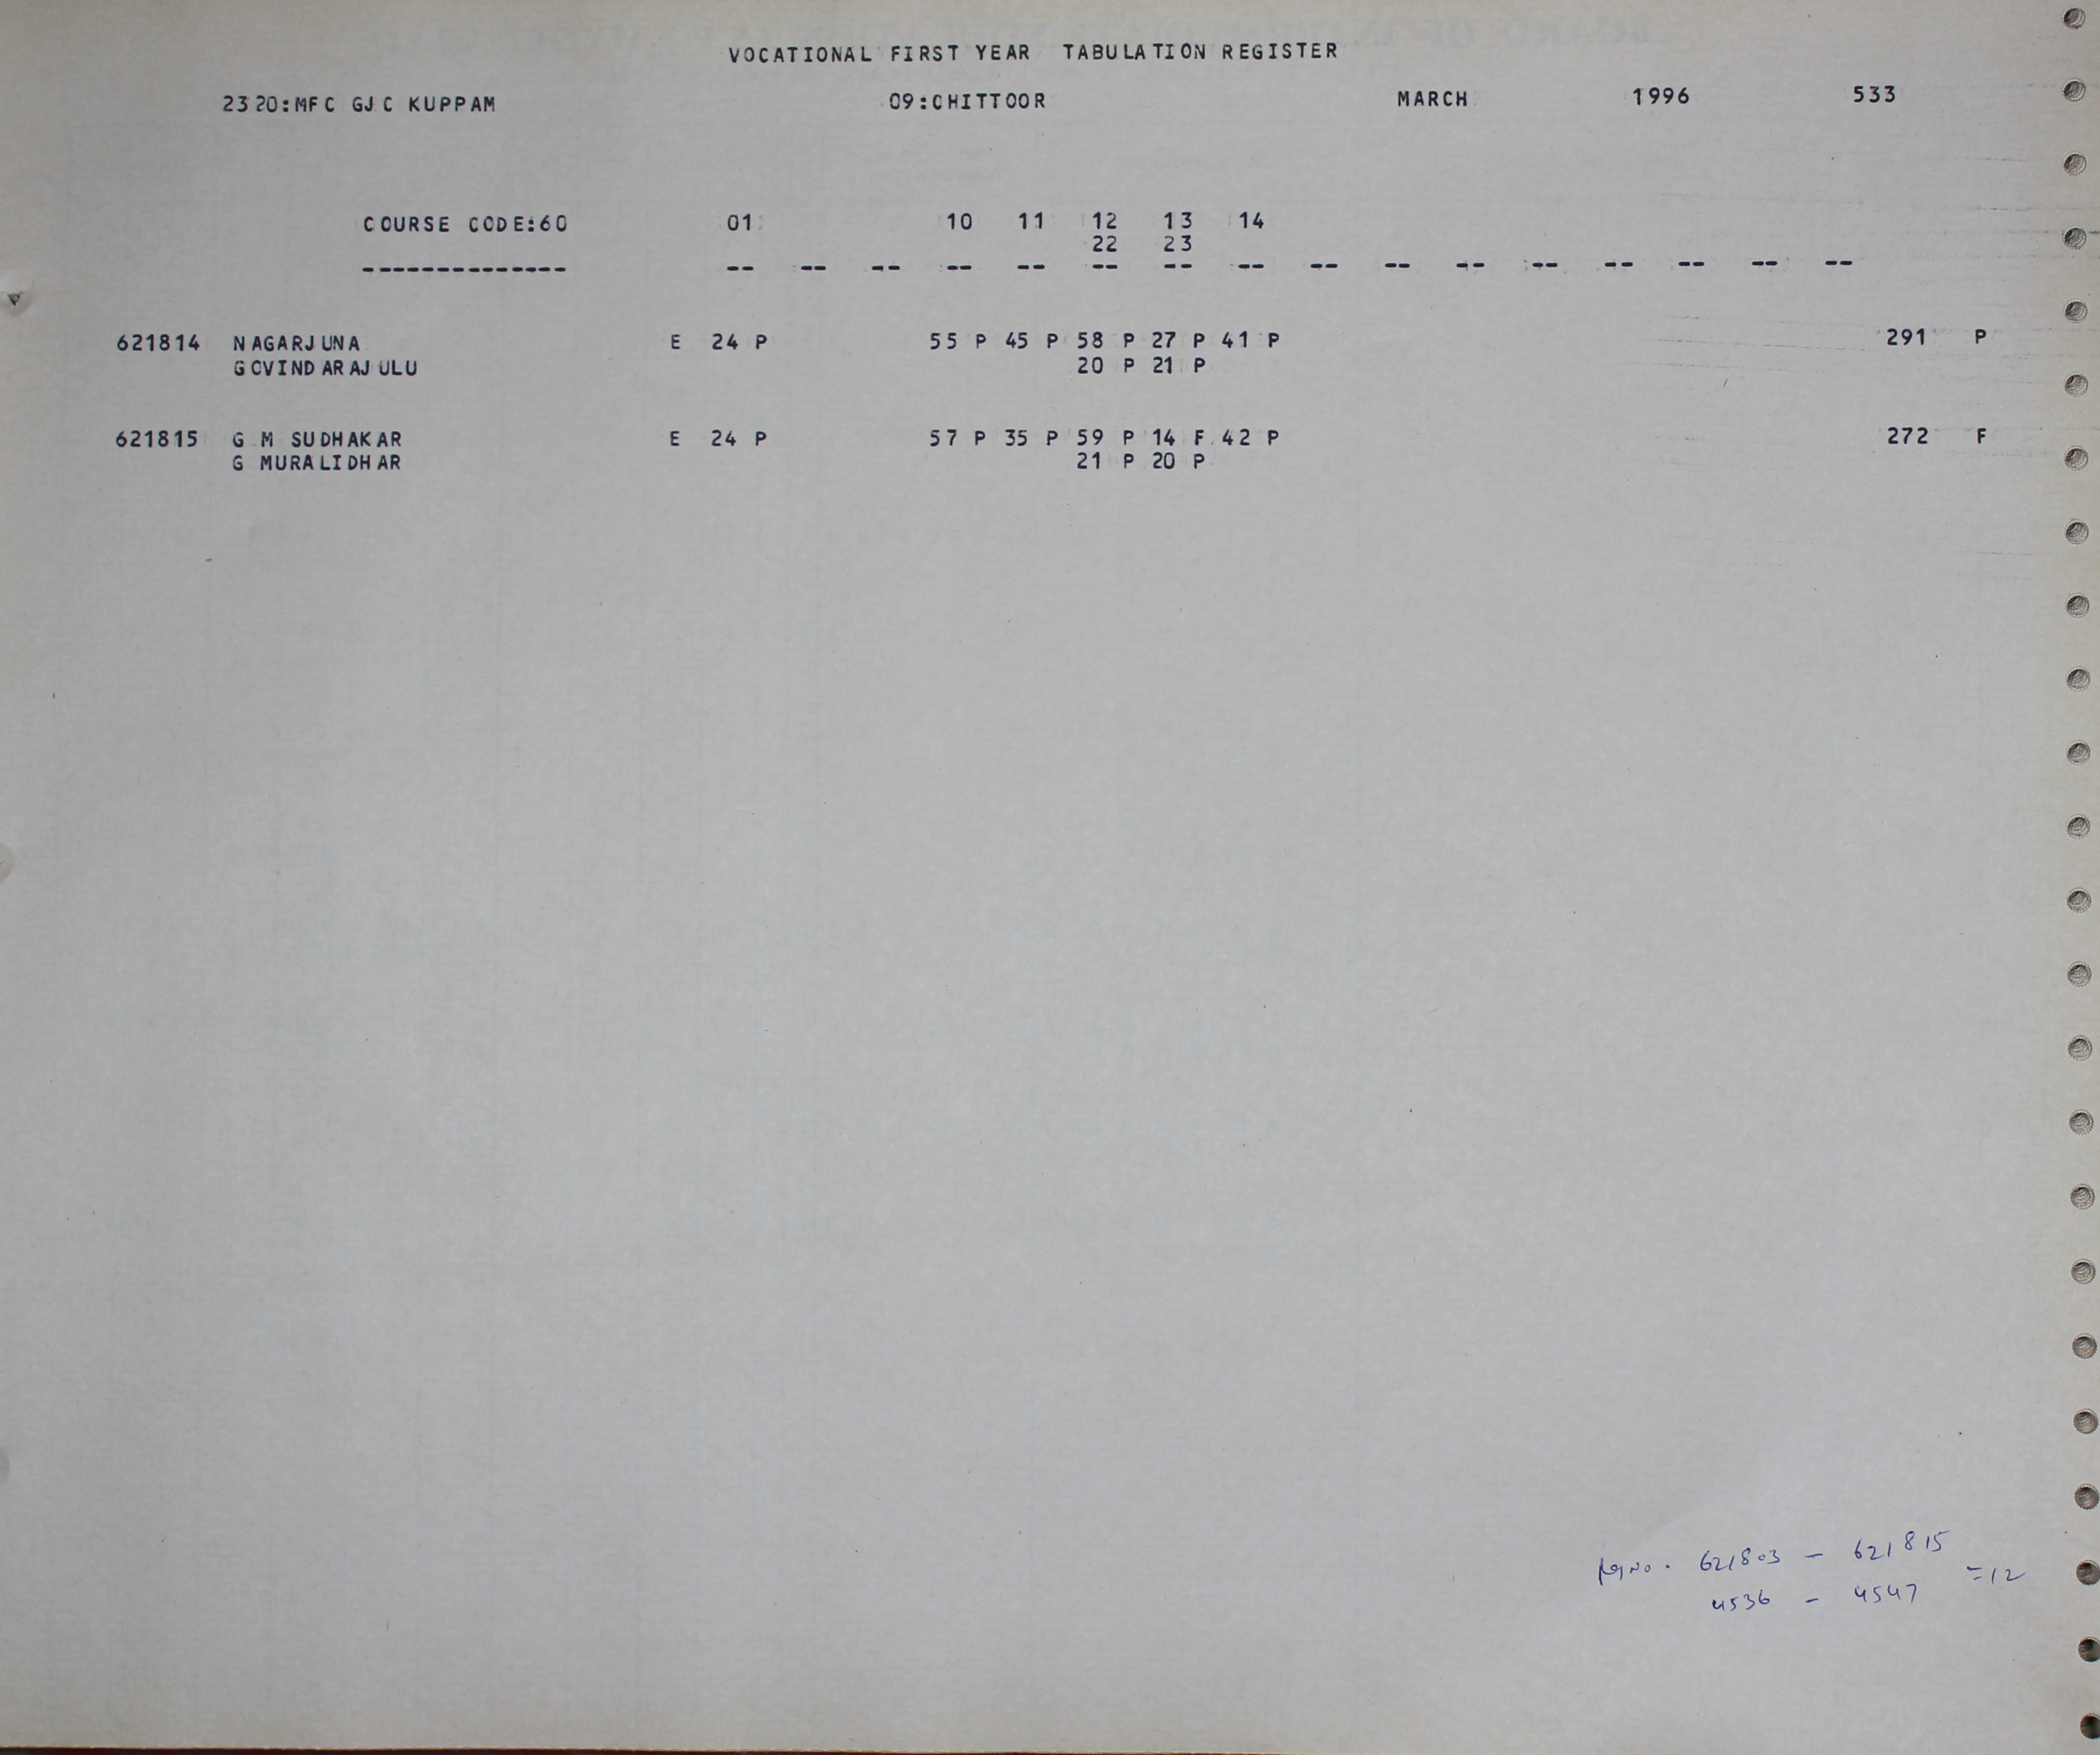 VOCATIONAL FIRST YEAR TABULATION REGISTER
2320:MFC GJC KUPPAM 09:CHITTOOR MARCH 1996 533
COURSE CODE:60 01 10 11 12 13 14
22 23
-------------- -- -- -- -- -- -- -- -- -- -- -- -- -- -- -- --
621814 NAGARJUNA E 24 P 55 P 45 P 58 P 27 P 41 P 291 P
GOVINDARAJULU 20 P 21 P
621815 G M SUDHAKAR E 24 P 57 P 35 P 59 P 14 F 42 P 272 F
G MURALIDHAR 21 P 20 P
621803 - 621815
4536 - 4547 =12